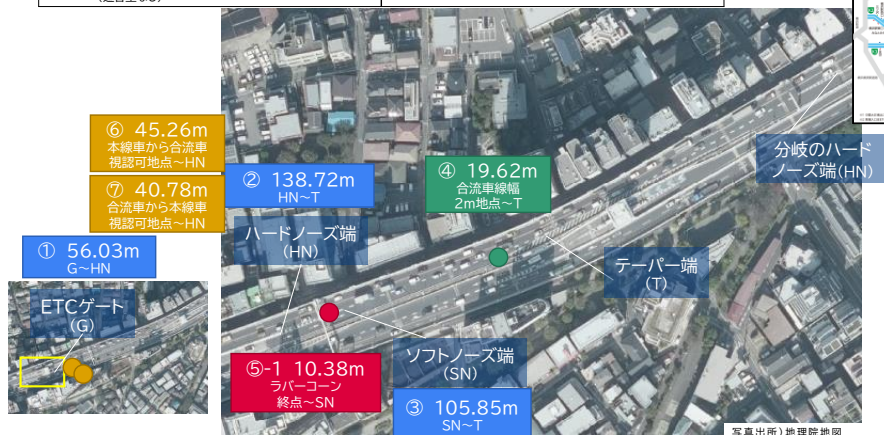 ⑥ 45.26m
本線車から合流車
視認可地点～HN
⑦ 40.78m
合流車から本線車
視認可地点～HN
① 56.03m
G～HN
ETCゲート
(G)
② 138.72m
HN～T
ハードノーズ端
(HN)
④ 19.62m
合流車線幅
2m地点～T
分岐のハード
ノーズ端(HN)
テーパー端
(T)
⑤-1 10.38m
ラバーコーン
終点～SN
ソフトノーズ端
(SN)
③ 105.85m
SN～T
写真出所)地理院地図